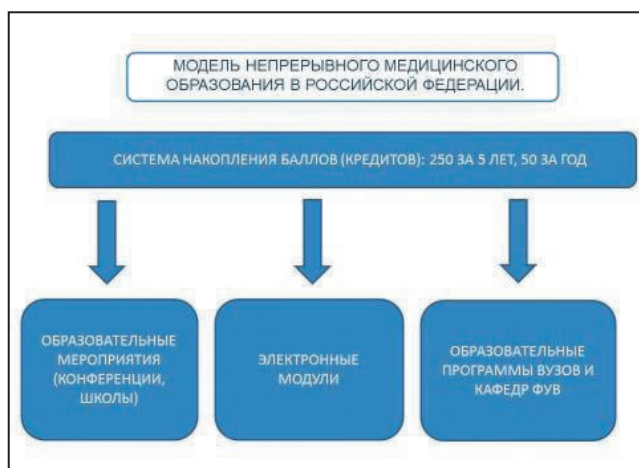 МОДЕЛЬ НЕПРЕРЫВНОГО МЕДИЦИНСКОГО
ОБРАЗОВАНИЯ В РОССИЙСКОЙ ФЕДЕРАЦИИ.
СИСТЕМА НАКОПЛЕНИЯ БАЛЛОВ (КРЕДИТОВ): 250 ЗА 5 ЛЕТ, 50 ЗА ГОД
ОБРАЗОВАТЕЛЬНЫЕ
МЕРОПРИЯТИЯ
(КОНФЕРЕНЦИИ,
ШКОЛЫ)
ЭЛЕКТРОННЫЕ
МОДУЛИ
ОБРАЗОВАТЕЛЬНЫЕ
ПРОГРАММЫ ВУЗОВ И
КАФЕДР ФУВ